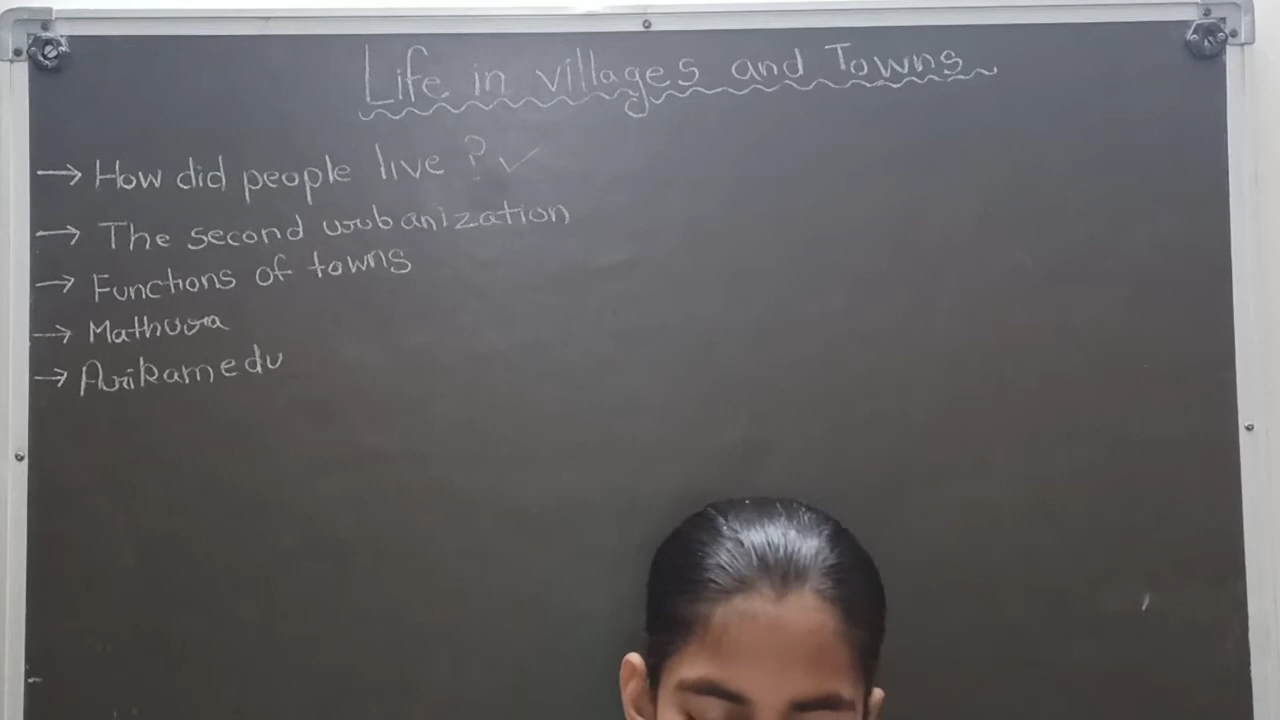 Life in villages and Towns
→ How did people live ? ✓
→ The second urbanization
→ Functions of towns
→ Mathura
→ Arikamedu